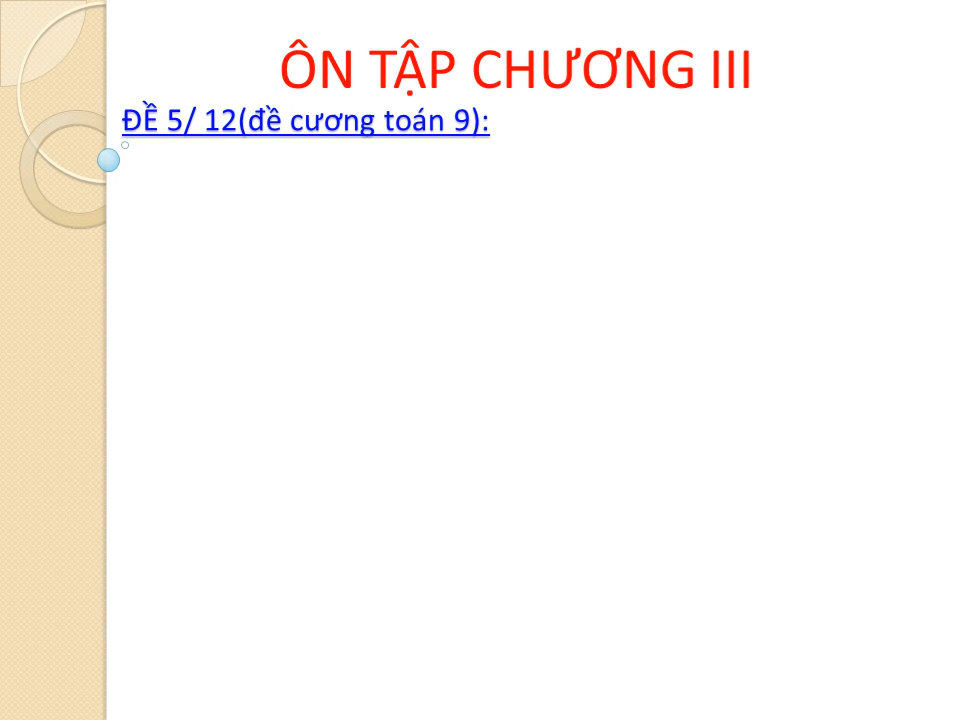 ÔN TẬP CHƯƠNG III
ĐỀ 5/ 12(đề cương toán 9):